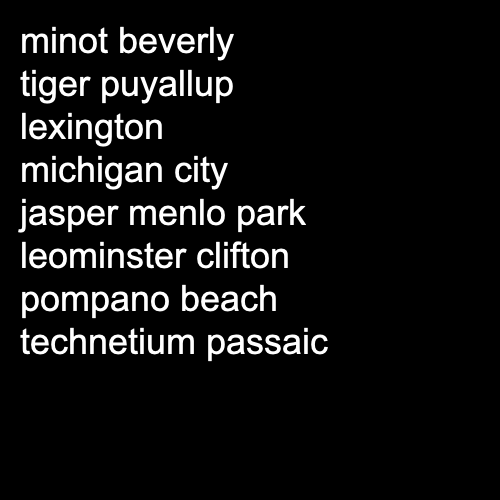 minot beverly
tiger puyallup
lexington
michigan city
jasper menlo park
leominster clifton
pompano beach
technetium passaic